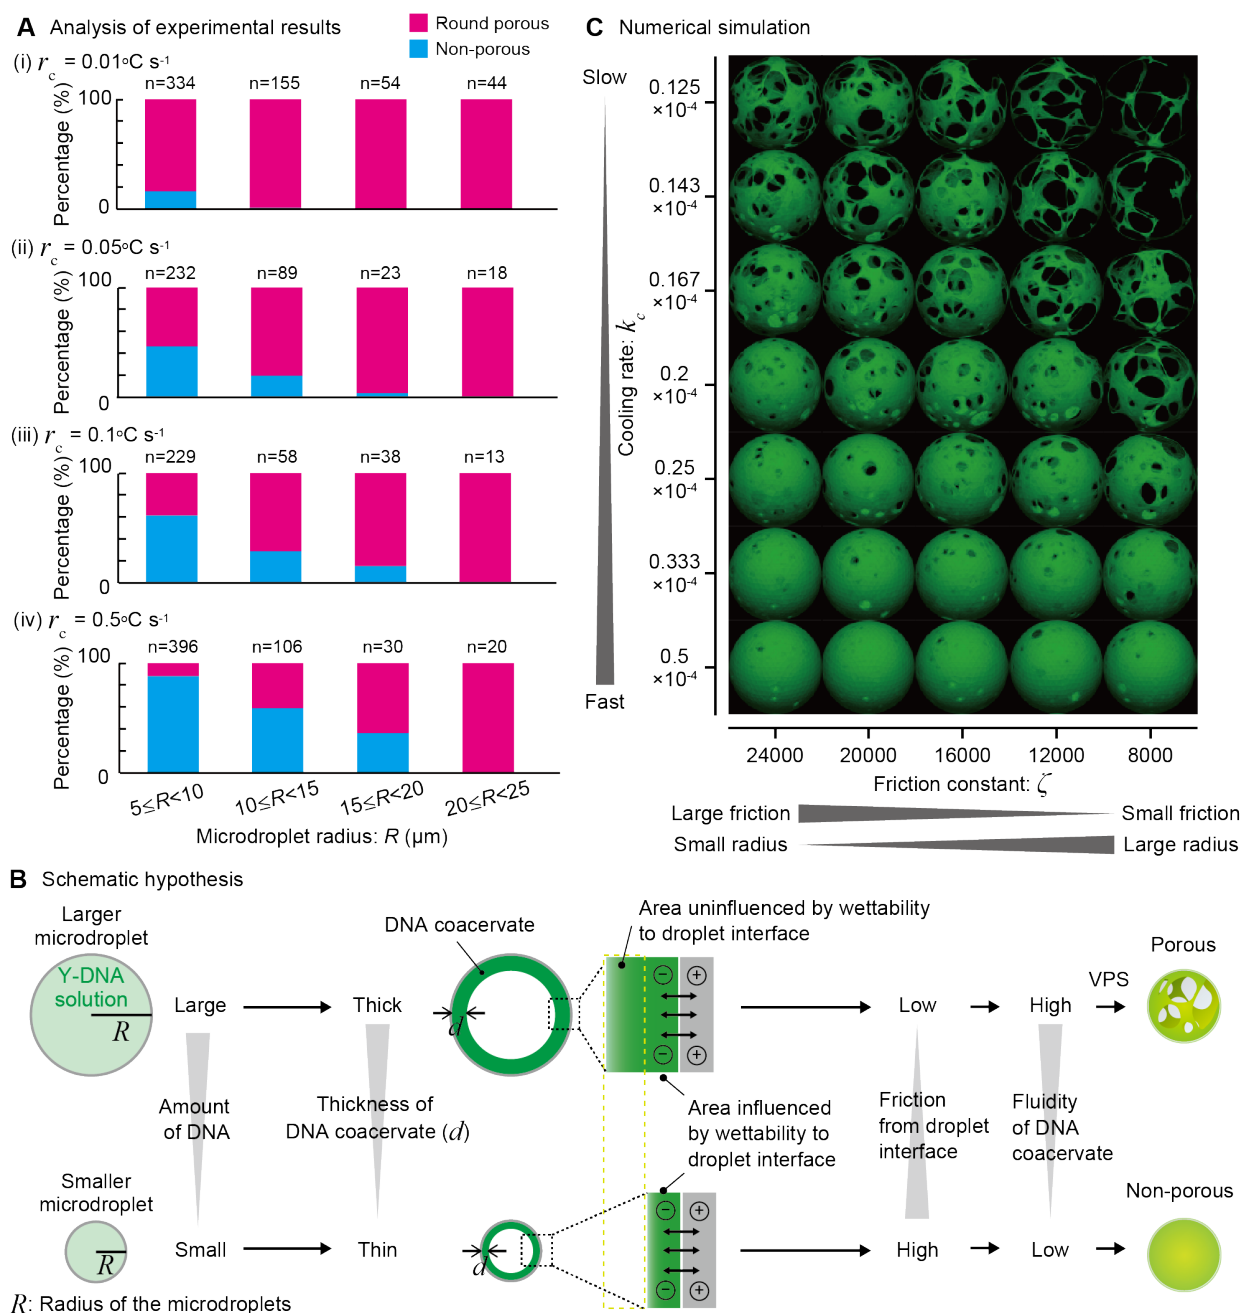 A Analysis of experimental results
Round porous
Non-porous
(i) rc = 0.01oC s-1
Percentage (%)
100
0
n=334
n=155
n=54
n=44
(ii) rc = 0.05oC s-1
Percentage (%)
100
0
n=232
n=89
n=23
n=18
(iii) rc = 0.1oC s-1
Percentage (%)
100
0
n=229
n=58
n=38
n=13
(iv) rc = 0.5oC s-1
Percentage (%)
100
0
n=396
n=106
n=30
n=20
5≤R<10
10≤R<15
15≤R<20
20≤R<25
Microdroplet radius: R (μm)
C Numerical simulation
Slow
Fast
Cooling rate: kc
0.125
×10-4
0.143
×10-4
0.167
×10-4
0.2
×10-4
0.25
×10-4
0.333
×10-4
0.5
×10-4
24000
20000
16000
12000
8000
Friction constant: ζ
Large friction
Small friction
Small radius
Large radius
B Schematic hypothesis
Larger
microdroplet
Y-DNA
solution
R
Large
Thick
DNA coacervate
d
Area uninfluenced by wettability
to droplet interface
−
+
−
+
Low
High
VPS
Porous
Amount
of DNA
Thickness of
DNA coacervate (d)
Area influenced
by wettability to
droplet interface
Friction
from droplet
interface
Fluidity
of DNA
coacervate
Smaller
microdroplet
R
Small
Thin
d
−
+
−
+
High
Low
Non-porous
R: Radius of the microdroplets